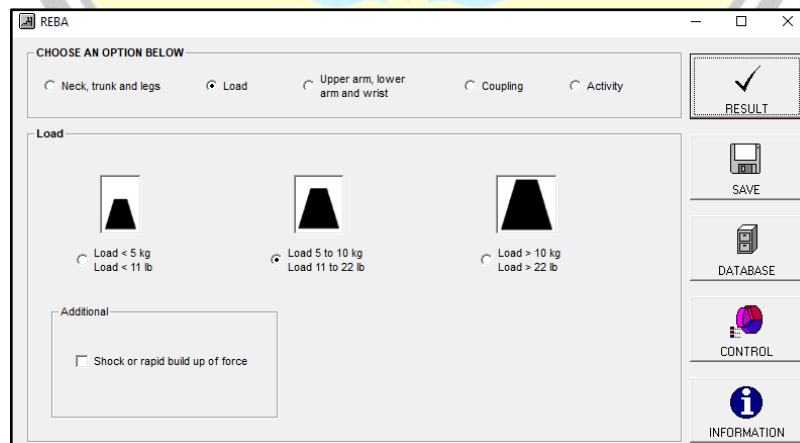 REBA
CHOOSE AN OPTION BELOW
Neck, trunk and legs
Load
Upper arm, lower
arm and wrist
Coupling
Activity
RESULT
Load
SAVE
Load < 5 kg
Load < 11 lb
Load 5 to 10 kg
Load 11 to 22 lb
Load > 10 kg
Load > 22 lb
DATABASE
Additional
Shock or rapid build up of force
CONTROL
INFORMATION